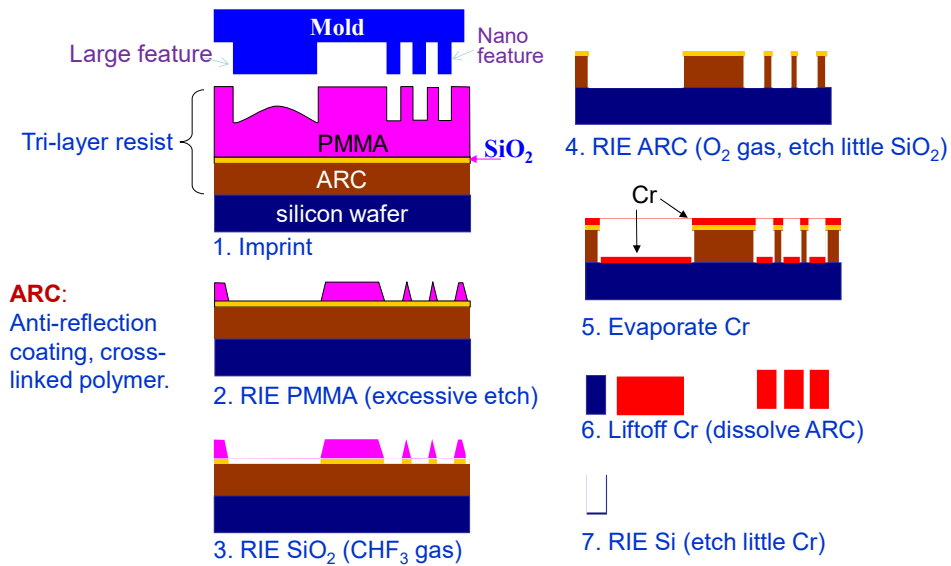 Mold
Large feature
Nano
feature
Tri-layer resist
PMMA
SiO₂
ARC
silicon wafer
1. Imprint
ARC:
Anti-reflection
coating, cross-
linked polymer.
2. RIE PMMA (excessive etch)
3. RIE SiO₂ (CHF₃ gas)
4. RIE ARC (O₂ gas, etch little SiO₂)
Cr
5. Evaporate Cr
6. Liftoff Cr (dissolve ARC)
7. RIE Si (etch little Cr)